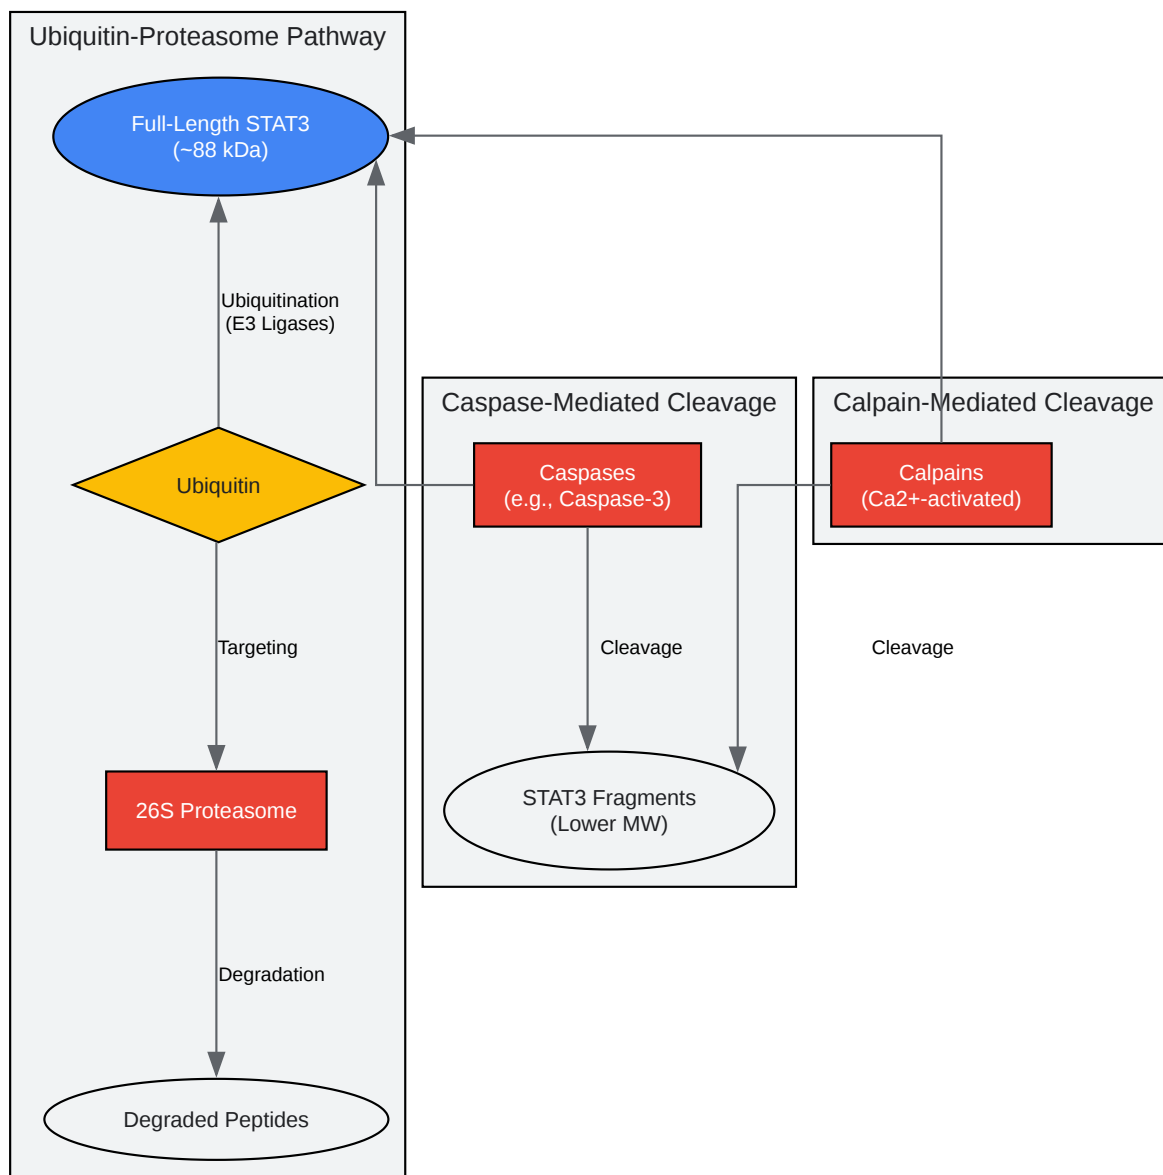 Ubiquitin-Proteasome Pathway
Full-Length STAT3
(~88 kDa)
Ubiquitination
(E3 Ligases)
Caspase-Mediated Cleavage
Calpain-Mediated Cleavage
Ubiquitin
Caspases
(e.g., Caspase-3)
Calpains
(Ca2+-activated)
Targeting
Cleavage
Cleavage
26S Proteasome
STAT3 Fragments
(Lower MW)
Degradation
Degraded Peptides